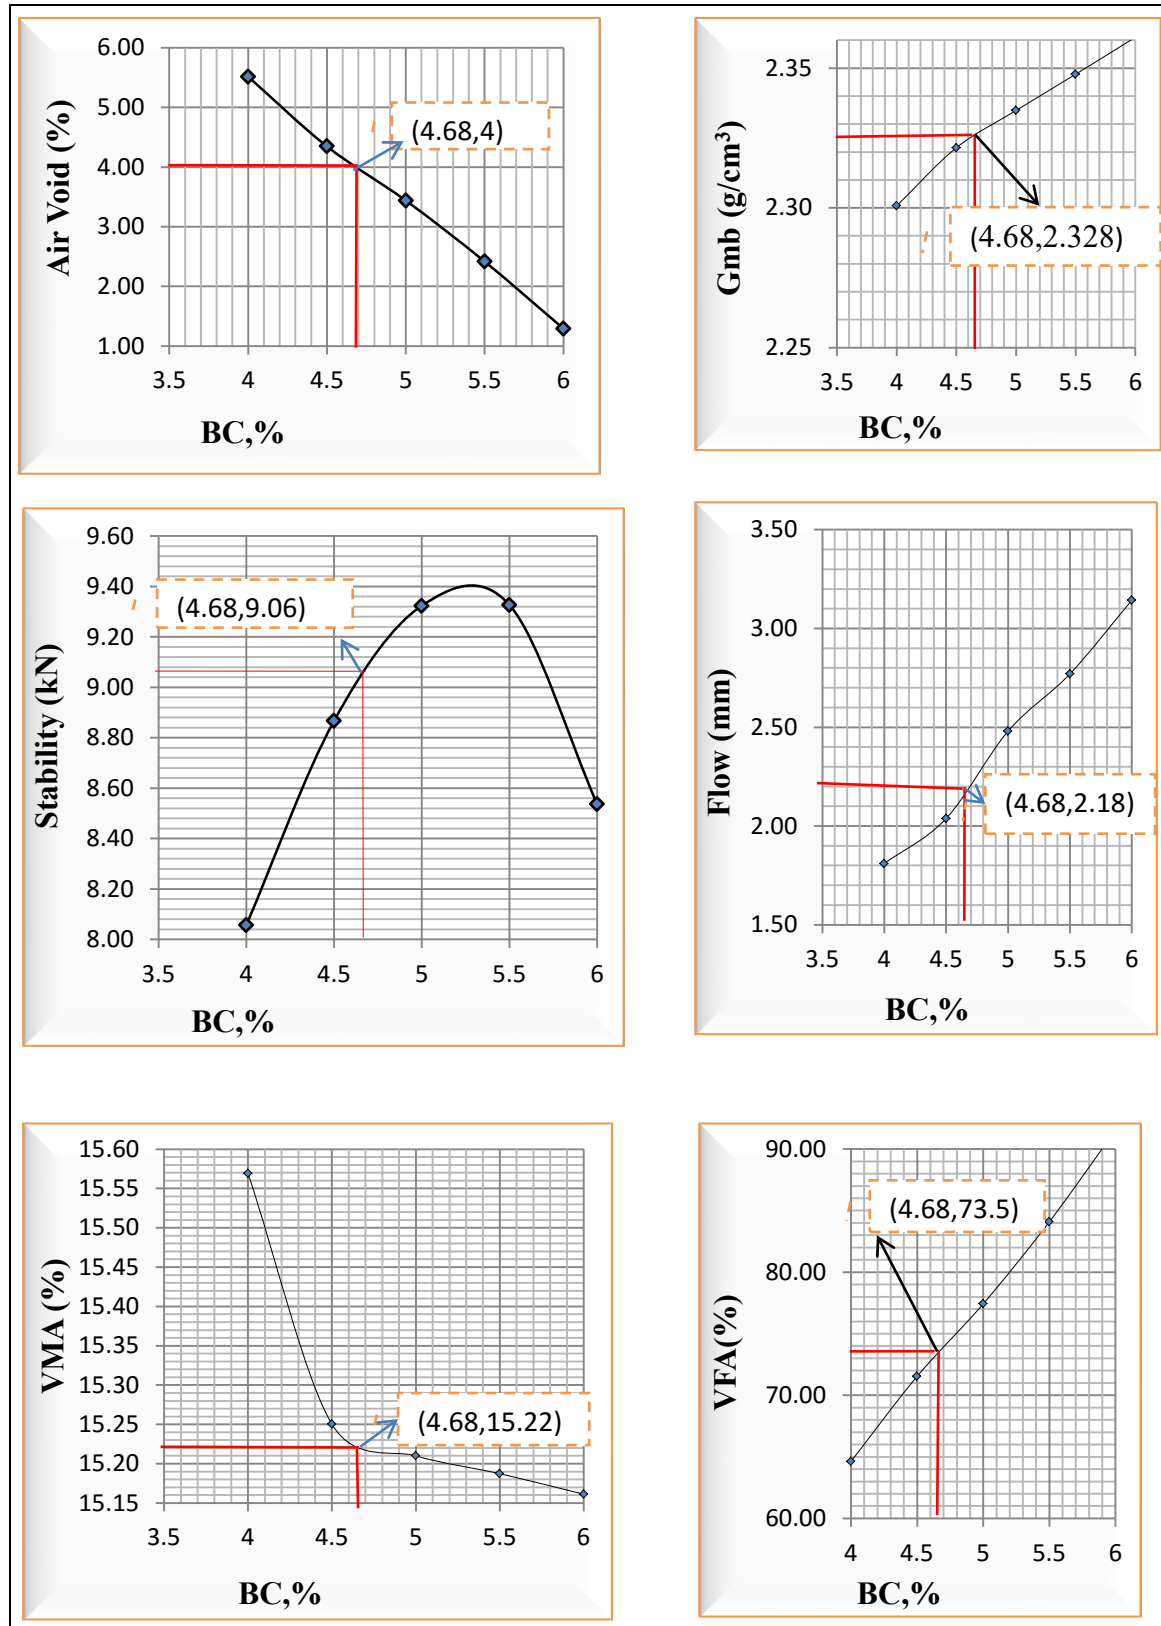 6.00
5.00
4.00
3.00
2.00
1.00
3.5 4 4.5 5 5.5 6
Air Void (%)
BC,%
(4.68,4)
2.35
2.30
2.25
3.5 4 4.5 5 5.5 6
Gmb (g/cm³)
BC,%
(4.68,2.328)
9.60
9.40
9.20
9.00
8.80
8.60
8.40
8.20
8.00
3.5 4 4.5 5 5.5 6
Stability (kN)
BC,%
(4.68,9.06)
3.50
3.00
2.50
2.00
1.50
3.5 4 4.5 5 5.5 6
Flow (mm)
BC,%
(4.68,2.18)
15.60
15.55
15.50
15.45
15.40
15.35
15.30
15.25
15.20
15.15
3.5 4 4.5 5 5.5 6
VMA (%)
BC,%
(4.68,15.22)
90.00
80.00
70.00
60.00
4 4.5 5 5.5 6
VFA(%)
BC,%
(4.68,73.5)